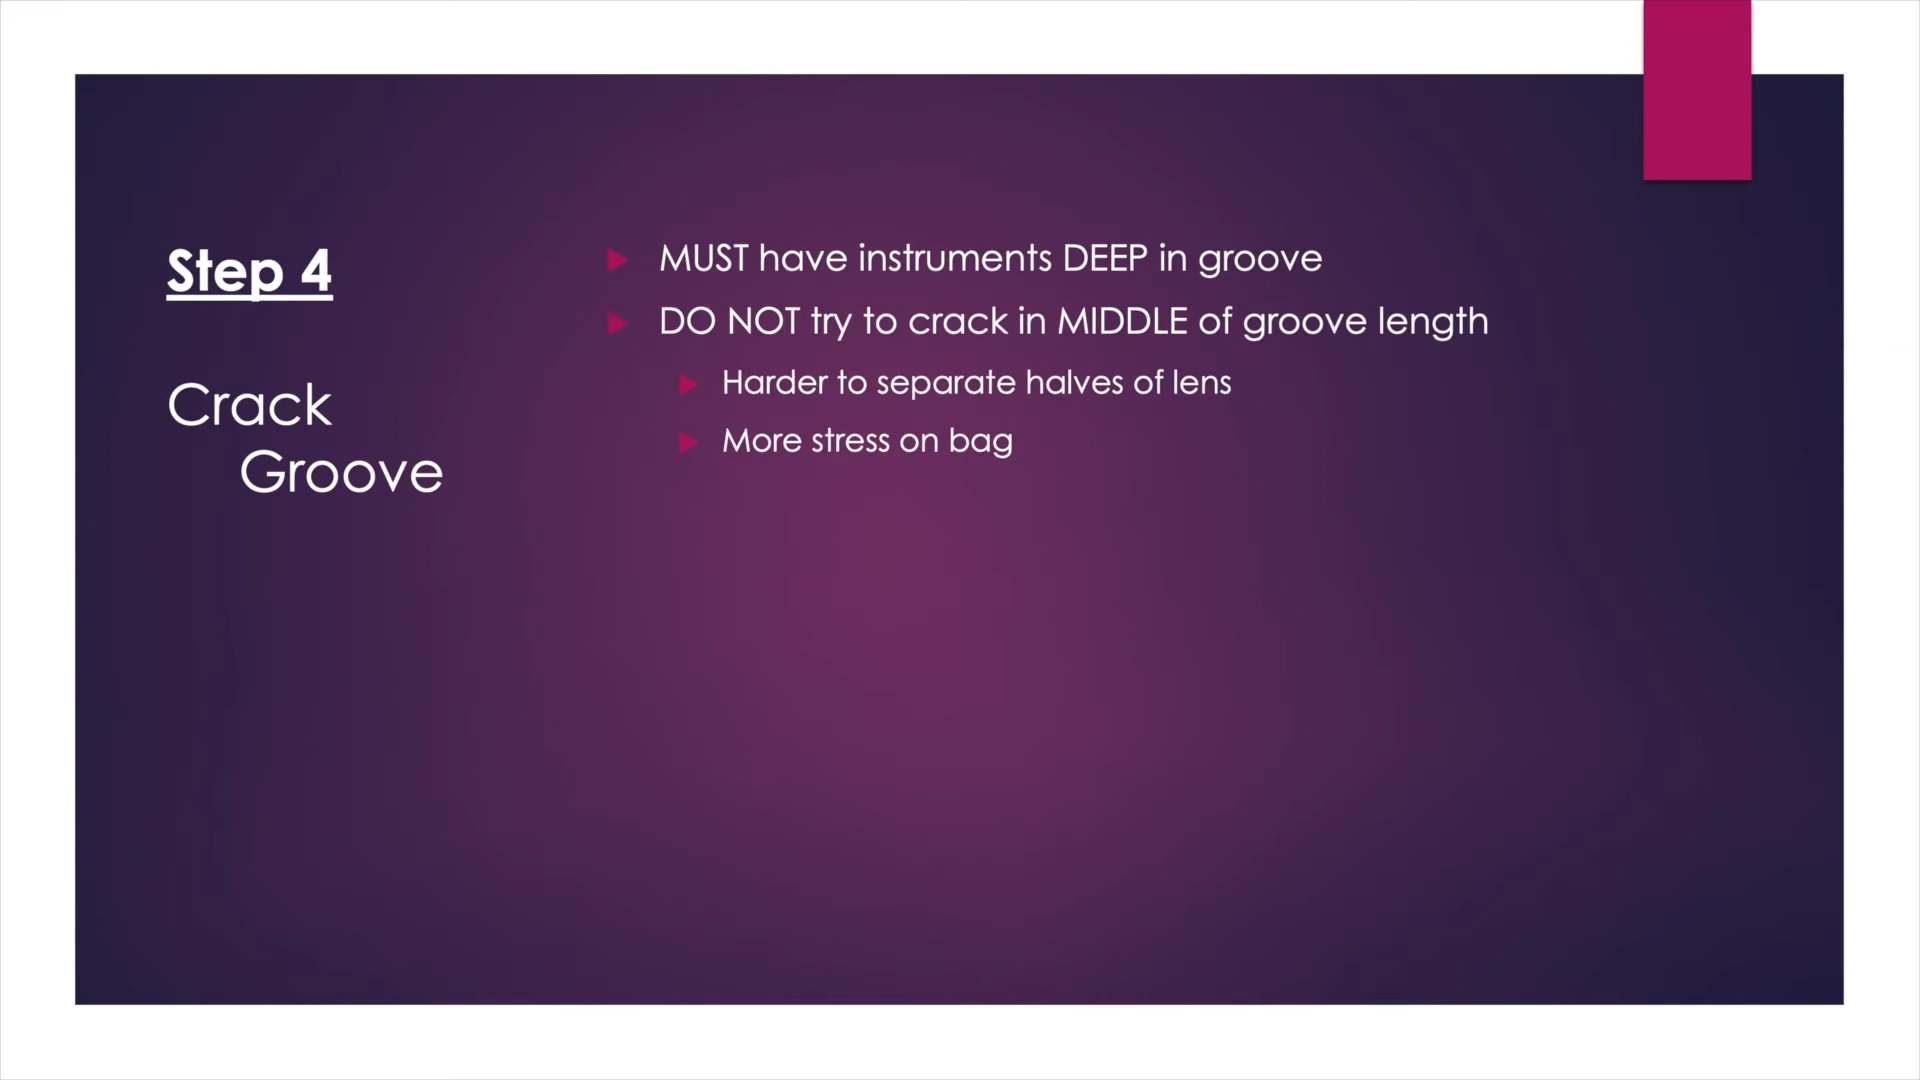 Step 4
Crack
Groove
MUST have instruments DEEP in groove
DO NOT try to crack in MIDDLE of groove length
Harder to separate halves of lens
More stress on bag